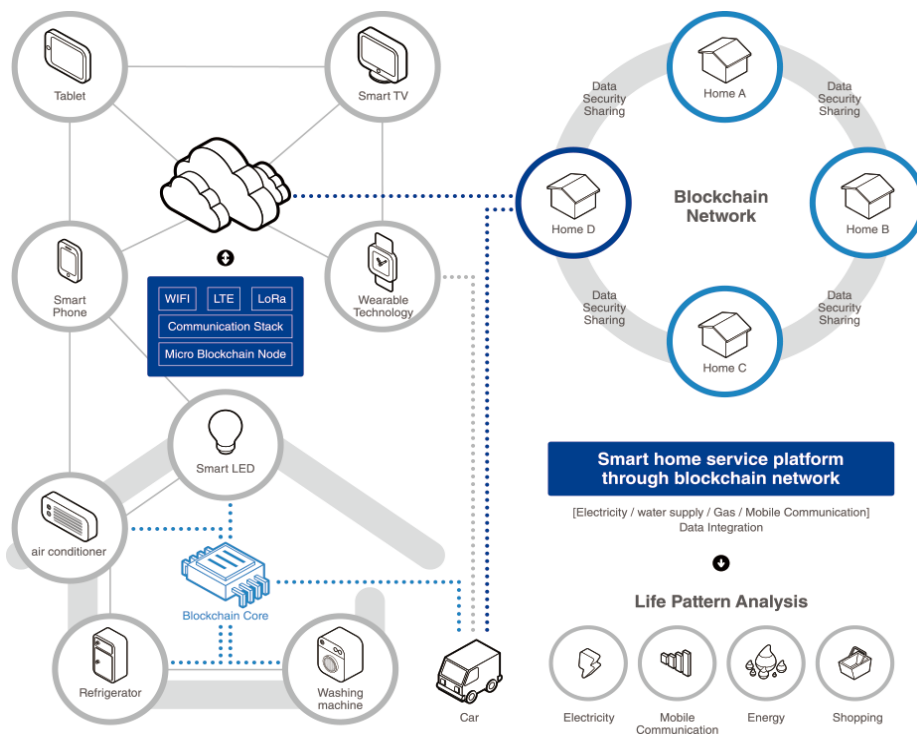 Tablet
Smart TV
Smart
Phone
Wearable
Technology
WIFI
LTE
LoRa
Communication Stack
Micro Blockchain Node
Smart LED
air conditioner
Blockchain Core
Refrigerator
Washing
machine
Car
Home A
Data
Security
Sharing
Data
Security
Sharing
Home D
Blockchain
Network
Home B
Data
Security
Sharing
Data
Security
Sharing
Home C
Smart home service platform
through blockchain network
[Electricity / water supply / Gas / Mobile Communication]
Data Integration
Life Pattern Analysis
Electricity
Mobile
Communication
Energy
Shopping